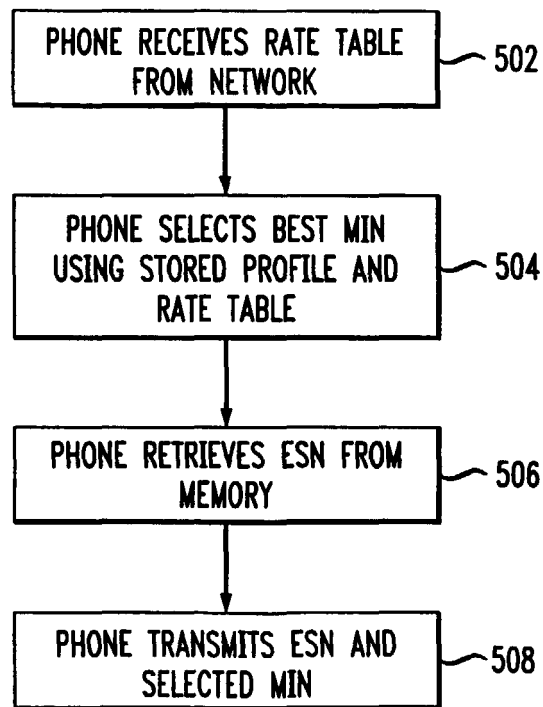 PHONE RECEIVES RATE TABLE
FROM NETWORK
502
PHONE SELECTS BEST MIN
USING STORED PROFILE AND
RATE TABLE
504
PHONE RETRIEVES ESN FROM
MEMORY
506
PHONE TRANSMITS ESN AND
SELECTED MIN
508